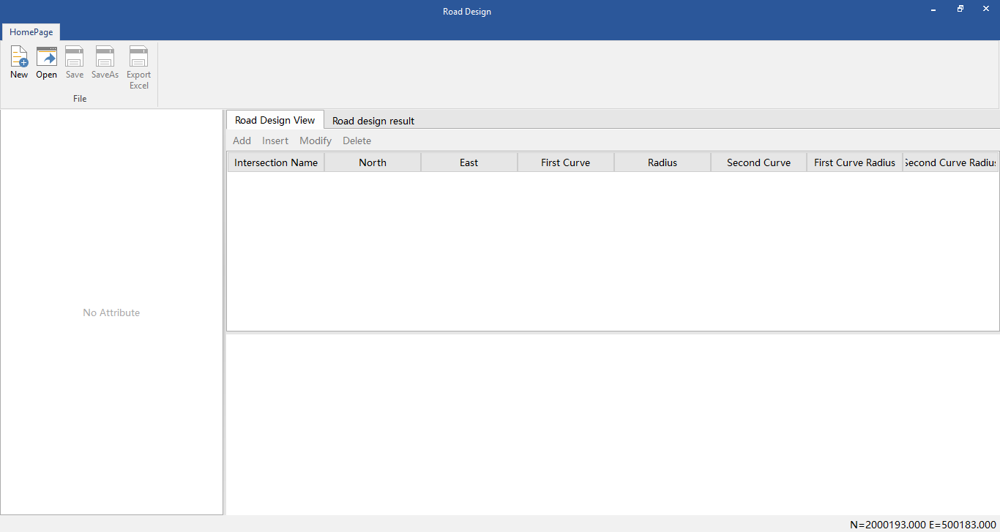 Road Design
HomePage
New Open Save SaveAs Export Excel
File
No Attribute
Road Design View Road design result
Add Insert Modify Delete
Intersection Name North East First Curve Radius Second Curve First Curve Radius Second Curve Radius
N=2000193.000 E=500183.000